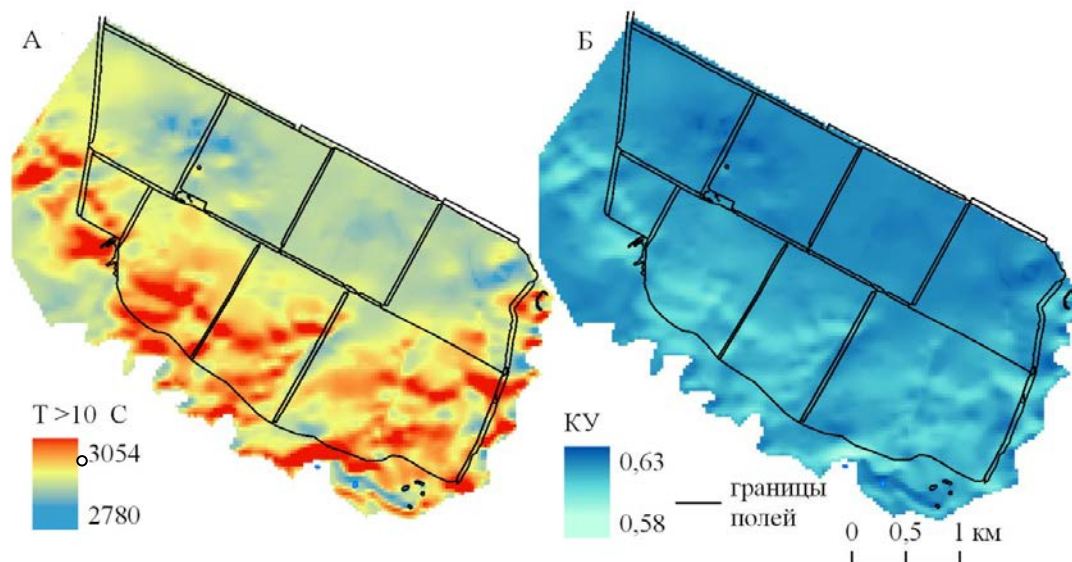 А
Б
Т >10 С
3054
2780
КУ
0,63
0,58
границы
полей
0 0,5 1 км